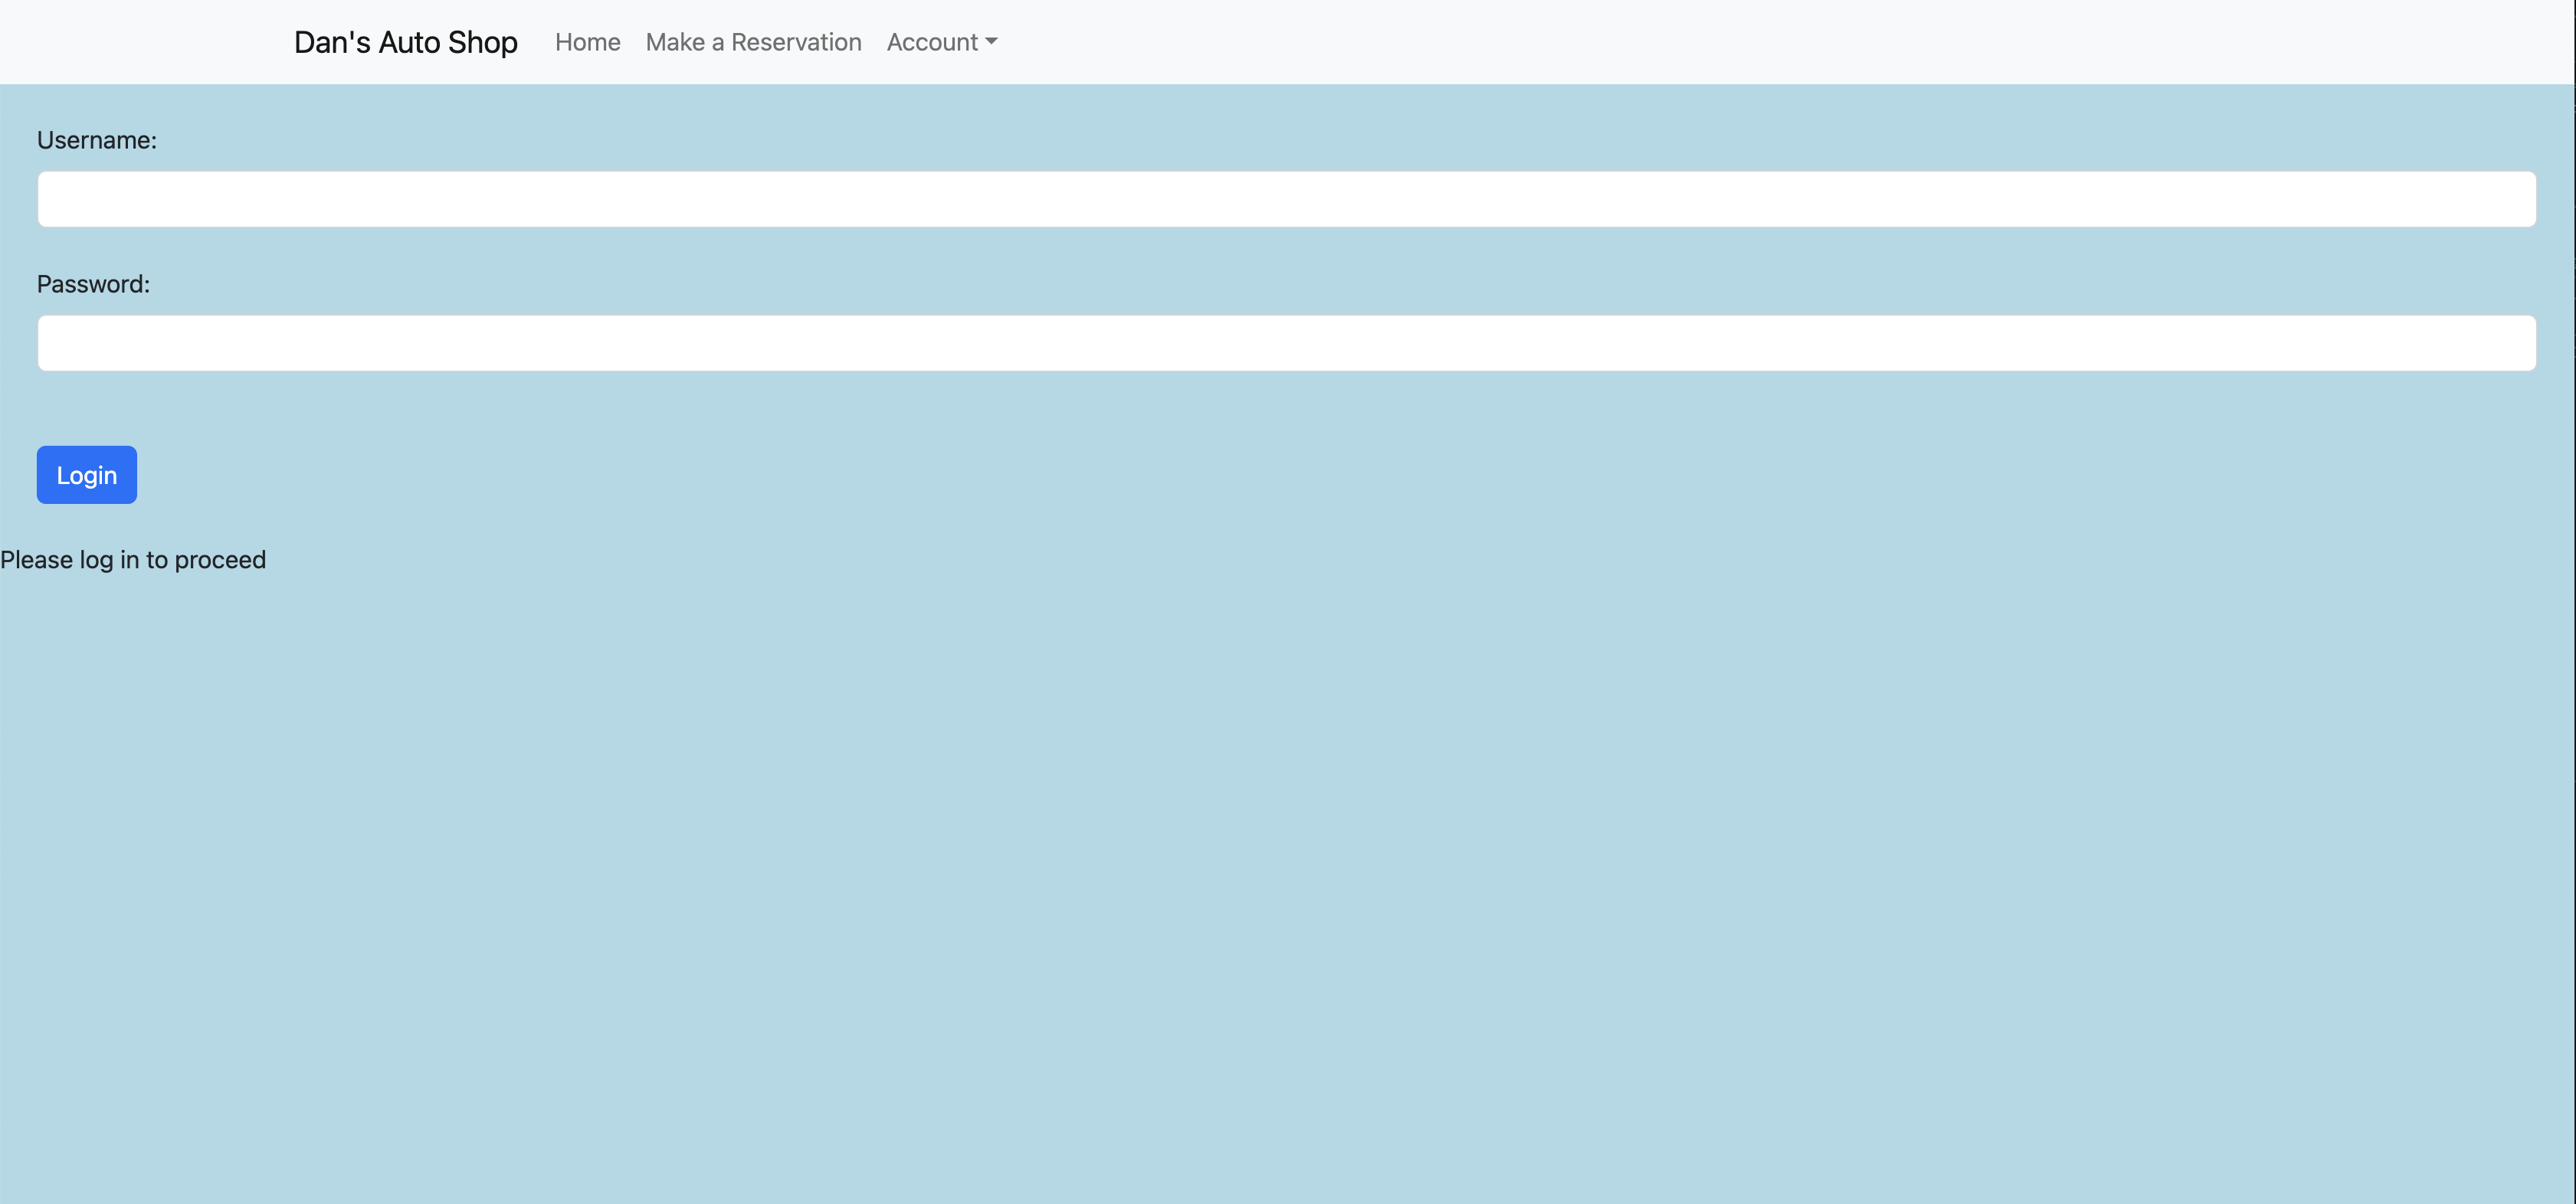 Dan's Auto Shop Home Make a Reservation Account
Username:
Password:
Login
Please log in to proceed